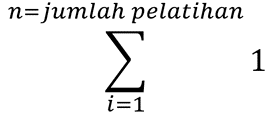 n=jumlah pelatihan
∑ 1
i=1